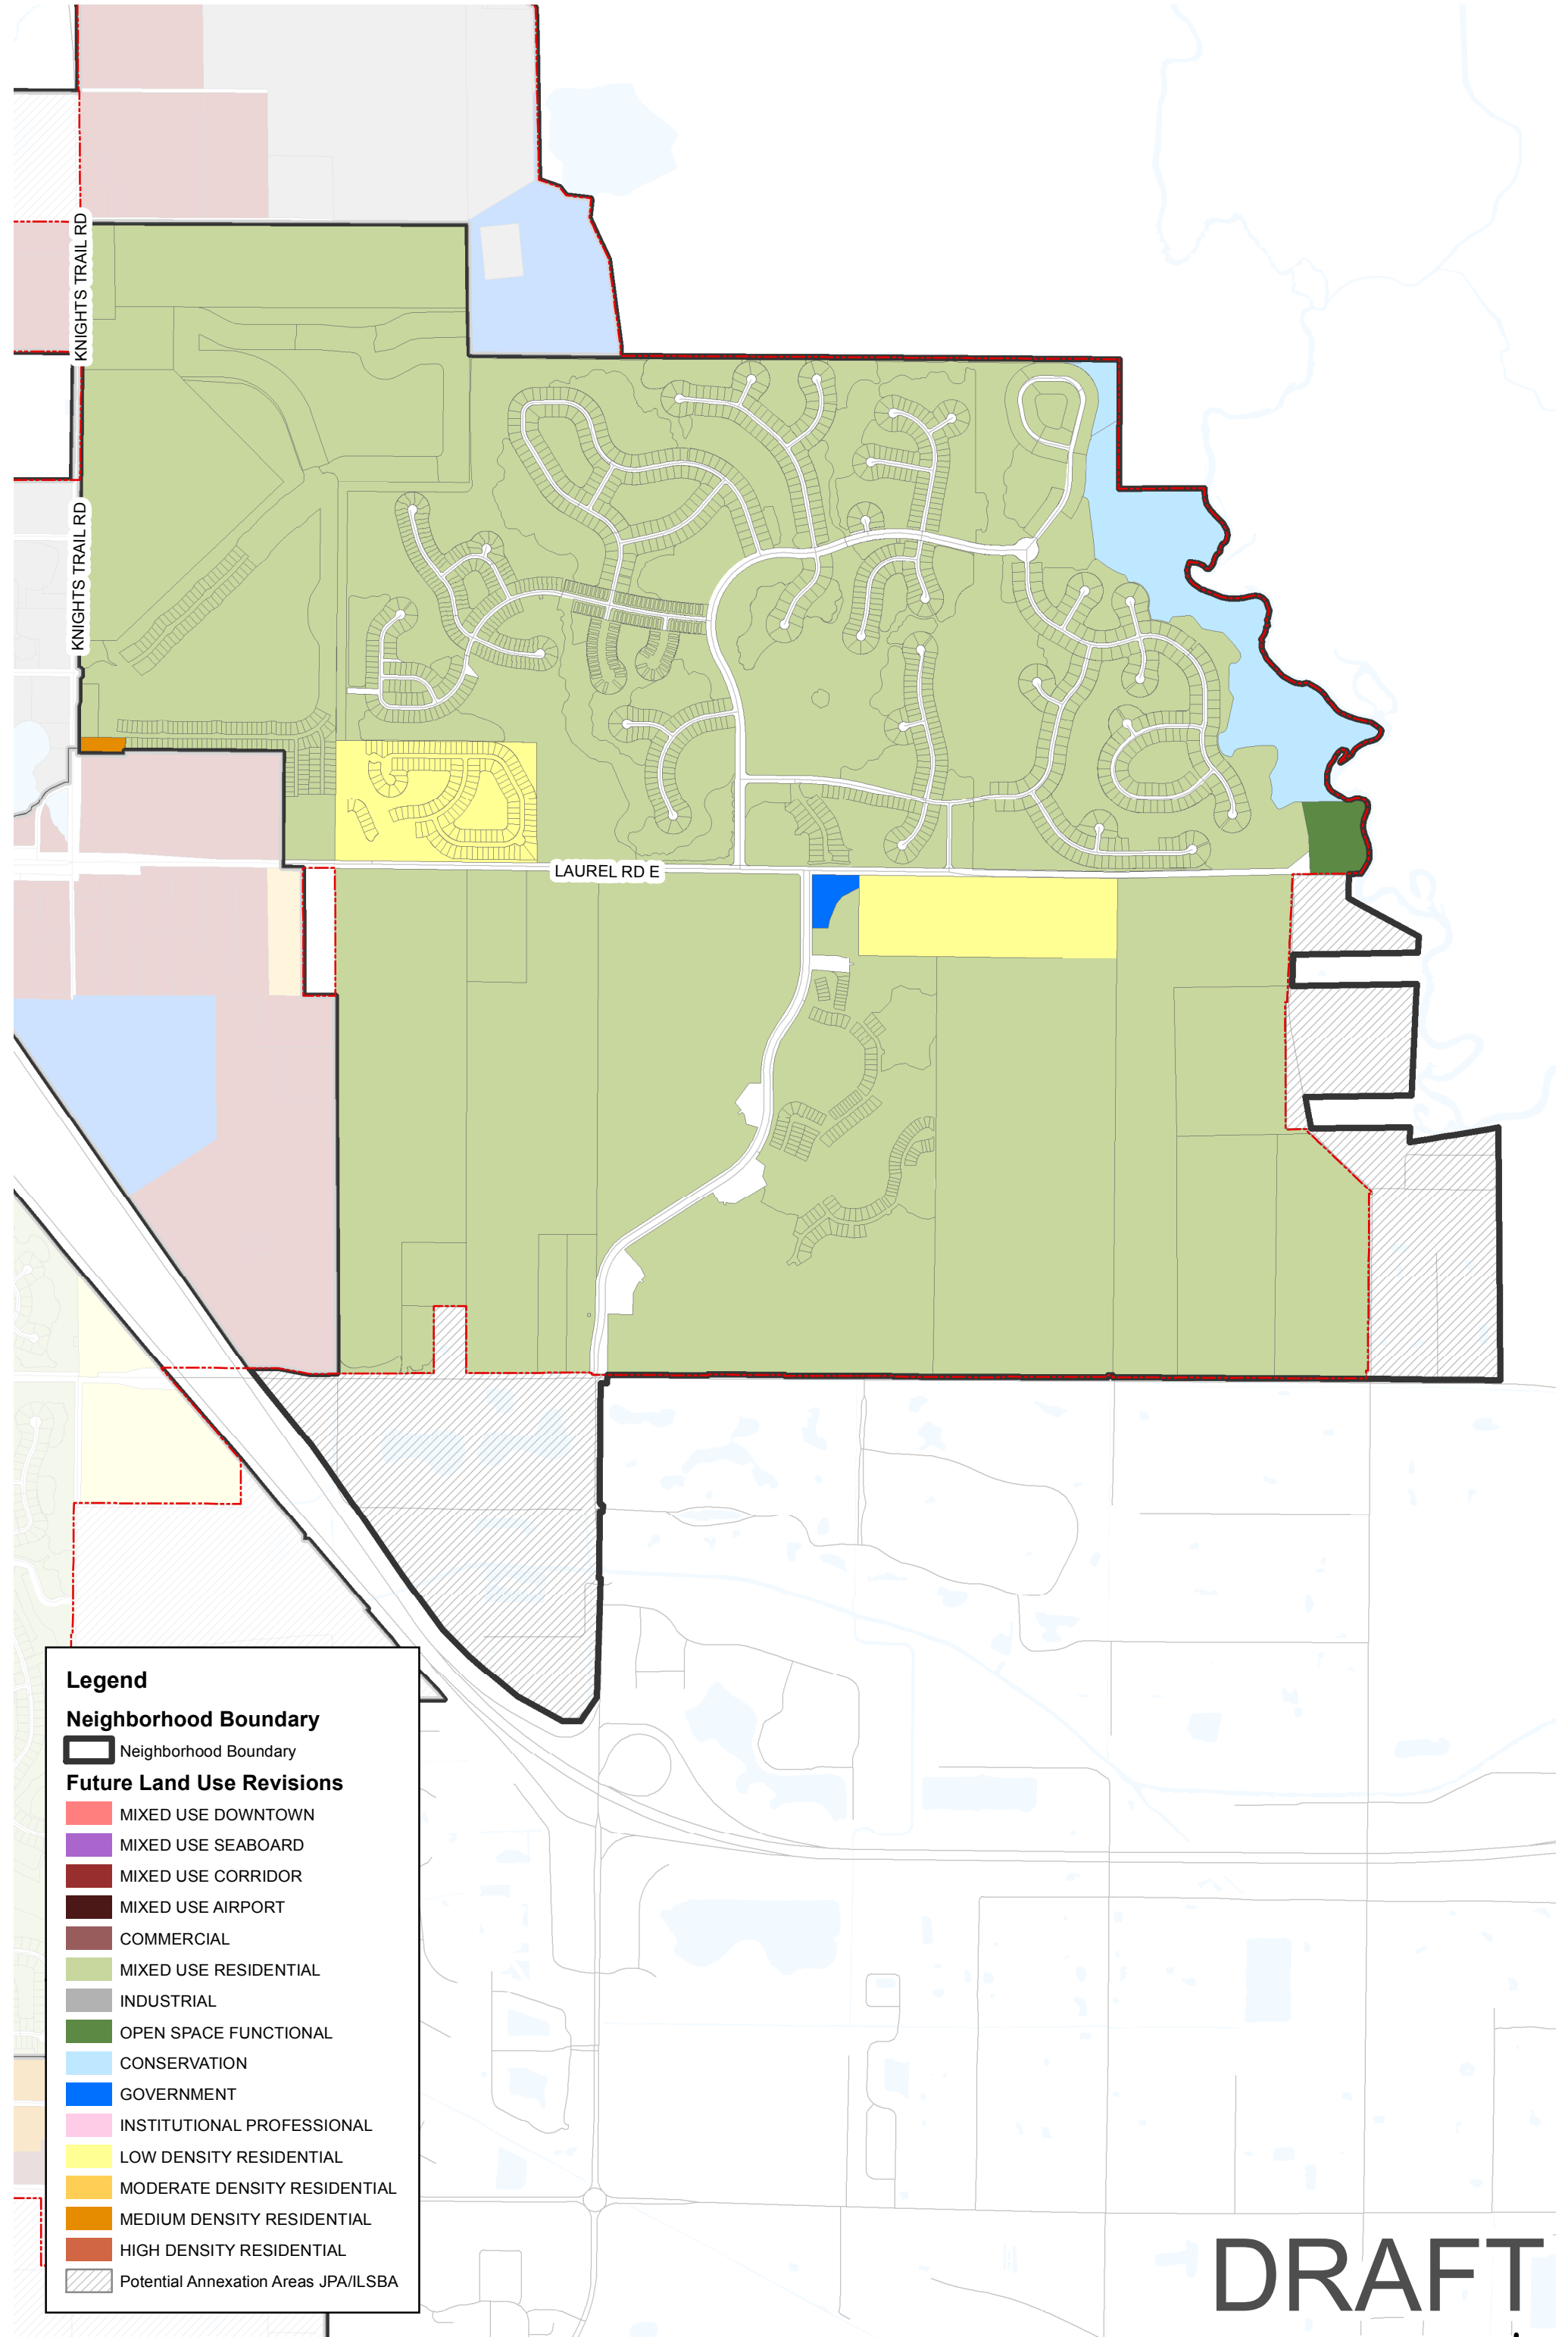 KNIGHTS TRAIL RD
KNIGHTS TRAIL RD
LAUREL RD E
Legend
Neighborhood Boundary
Neighborhood Boundary
Future Land Use Revisions
MIXED USE DOWNTOWN
MIXED USE SEABOARD
MIXED USE CORRIDOR
MIXED USE AIRPORT
COMMERCIAL
MIXED USE RESIDENTIAL
INDUSTRIAL
OPEN SPACE FUNCTIONAL
CONSERVATION
GOVERNMENT
INSTITUTIONAL PROFESSIONAL
LOW DENSITY RESIDENTIAL
MODERATE DENSITY RESIDENTIAL
MEDIUM DENSITY RESIDENTIAL
HIGH DENSITY RESIDENTIAL
Potential Annexation Areas JPA/ILSBA
DRAFT